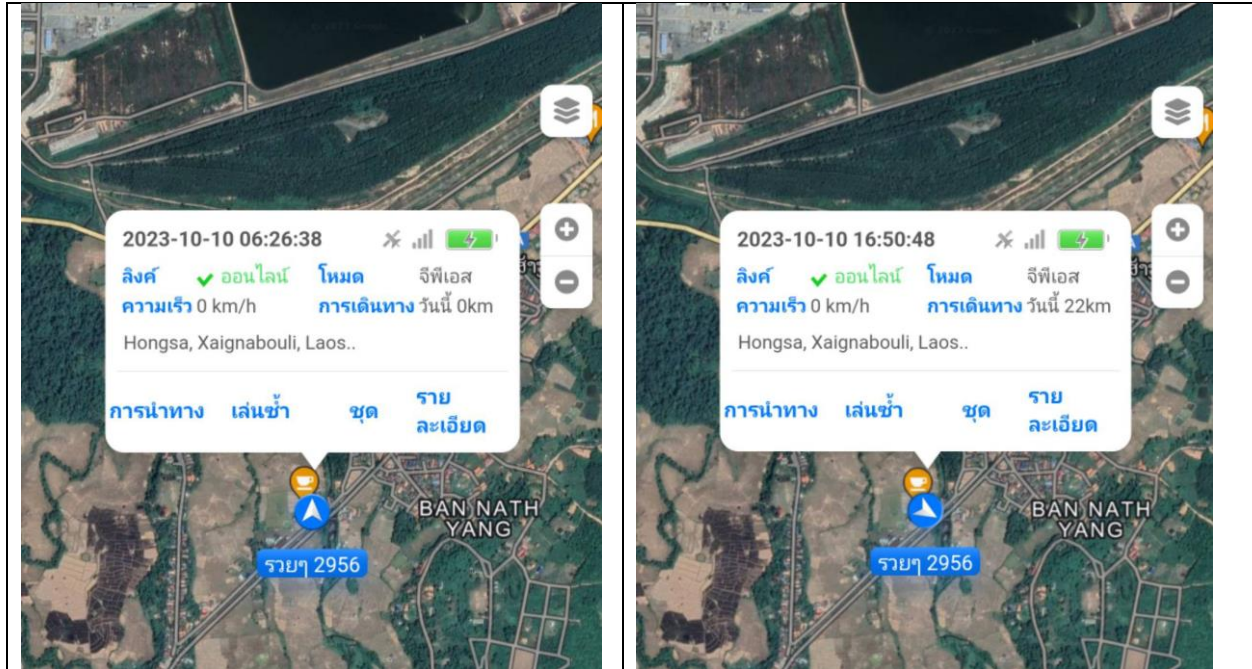 2023-10-10 06:26:38
ลิงค์ ออนไลน์ โหมด จีพีเอส
ความเร็ว 0 km/h การเดินทาง วันนี้ 0km
Hongsa, Xaignabouli, Laos..
การนำทาง เล่นซ้ำ ชุด ราย
ละเอียด
BAN NATH
YANG
รวยๆ 2956
2023-10-10 16:50:48
ลิงค์ ออนไลน์ โหมด จีพีเอส
ความเร็ว 0 km/h การเดินทาง วันนี้ 22km
Hongsa, Xaignabouli, Laos..
การนำทาง เล่นซ้ำ ชุด ราย
ละเอียด
BAN NATH
YANG
รวยๆ 2956